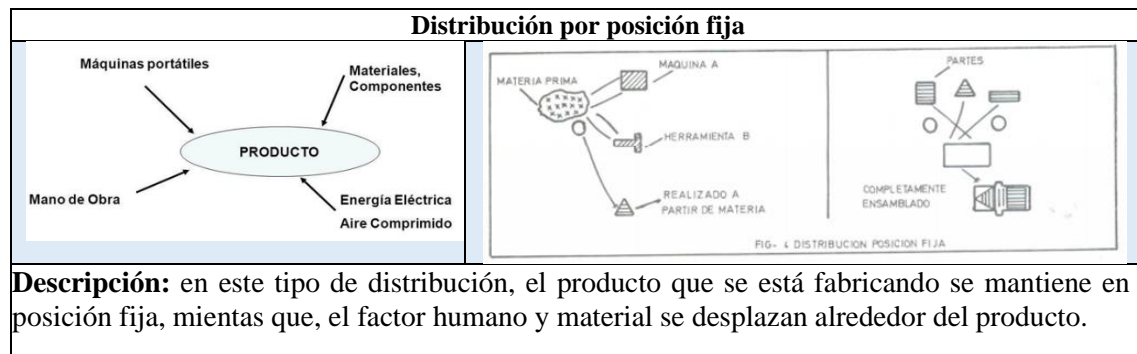 Distribución por posición fija
Máquinas portátiles
Materiales,
Componentes
PRODUCTO
Mano de Obra
Energía Eléctrica
Aire Comprimido
MATERIA PRIMA
MAQUINA A
HERRAMIENTA B
REALIZADO A
PARTIR DE MATERIA
PARTES
COMPLETAMENTE
ENSAMBLADO
FIG- 4 DISTRIBUCION POSICION FIJA
Descripción: en este tipo de distribución, el producto que se está fabricando se mantiene en
posición fija, mientas que, el factor humano y material se desplazan alrededor del producto.